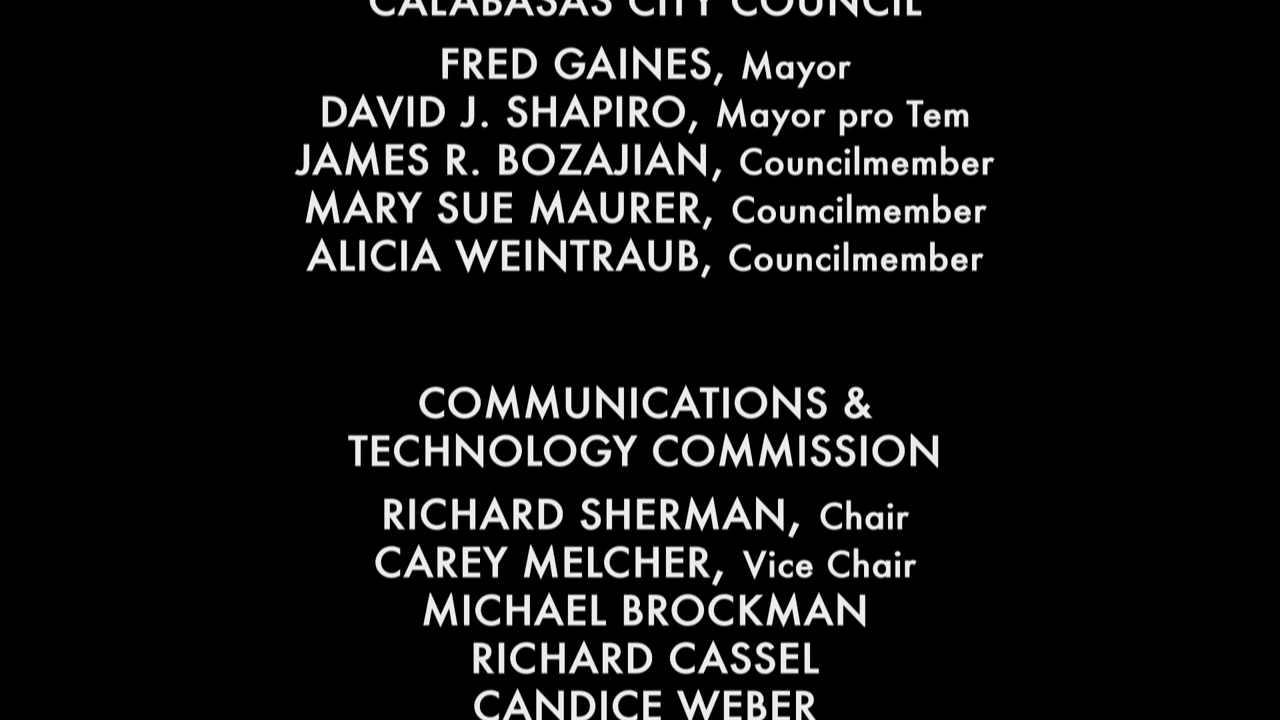 CALABASAS CITY COUNCIL
FRED GAINES, Mayor
DAVID J. SHAPIRO, Mayor pro Tem
JAMES R. BOZAJIAN, Councilmember
MARY SUE MAURER, Councilmember
ALICIA WEINTRAUB, Councilmember
COMMUNICATIONS &
TECHNOLOGY COMMISSION
RICHARD SHERMAN, Chair
CAREY MELCHER, Vice Chair
MICHAEL BROCKMAN
RICHARD CASSEL
CANDICE WEBER